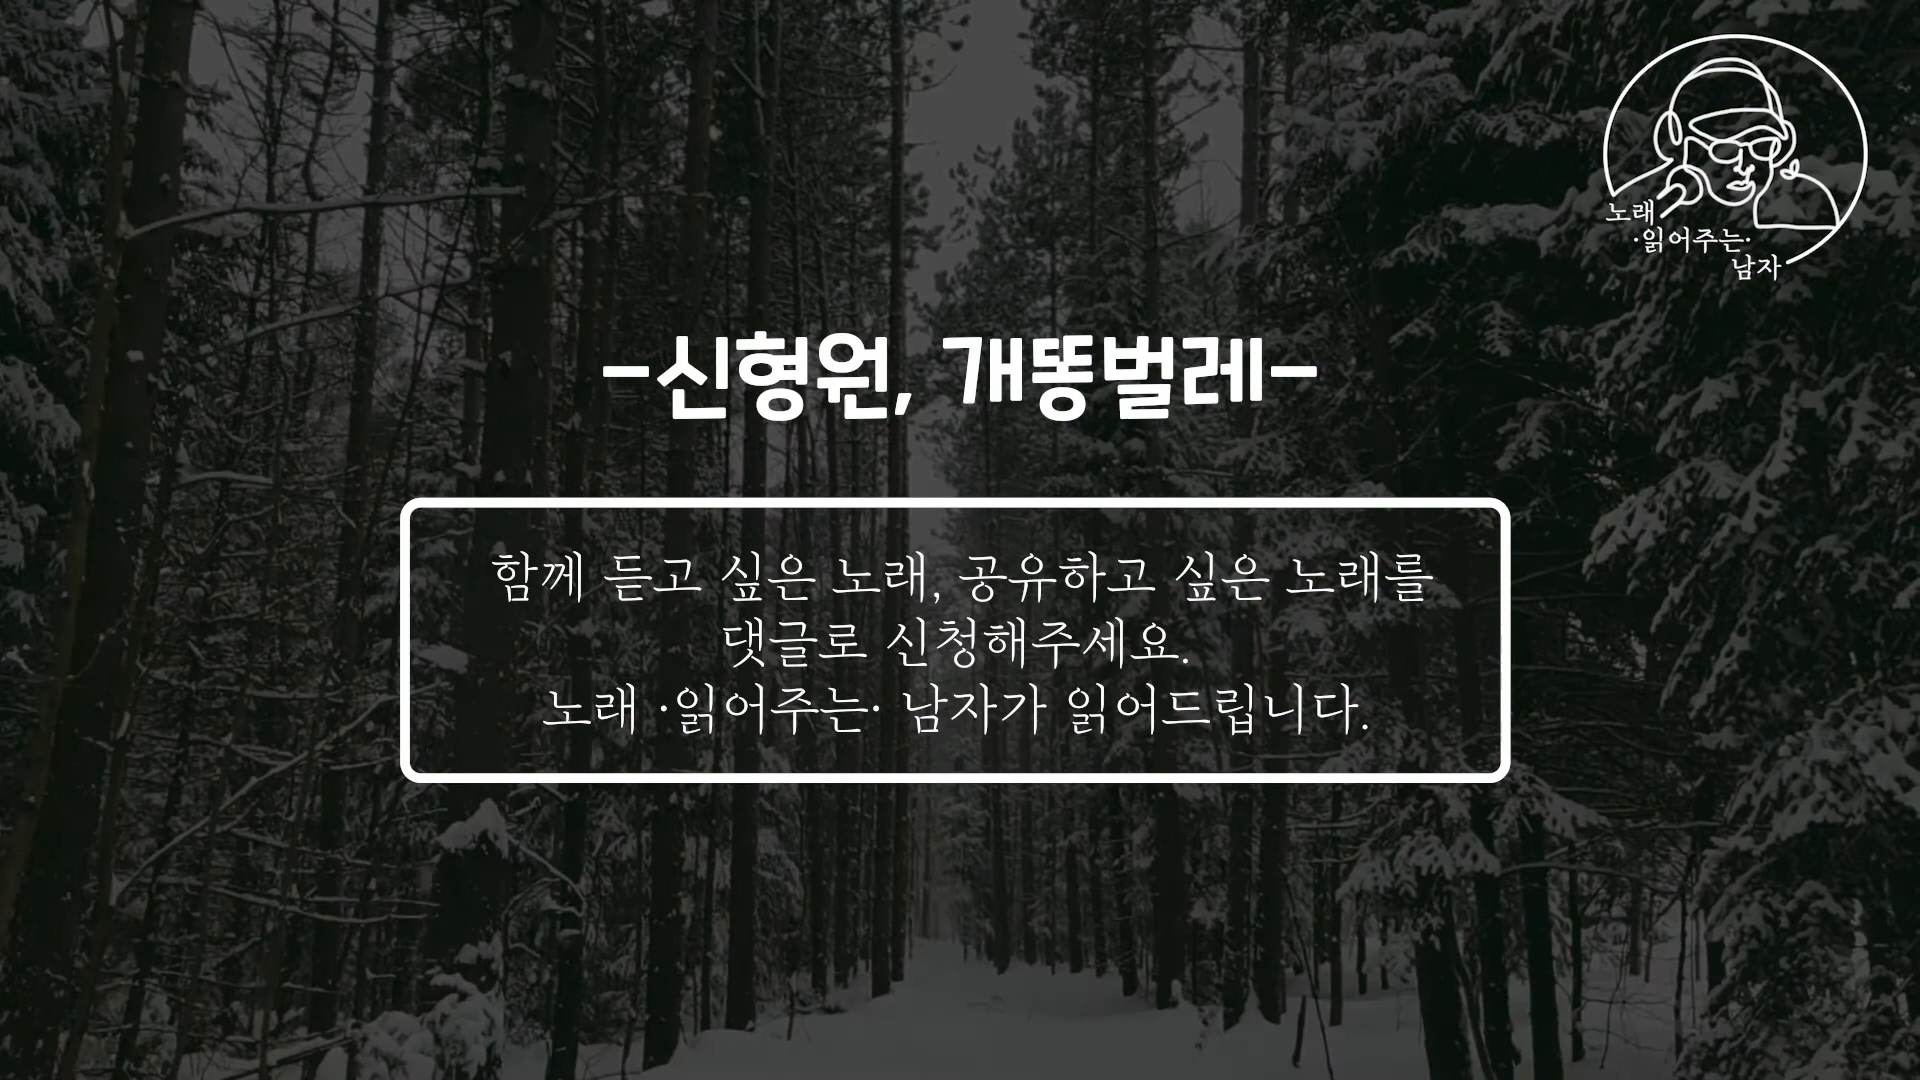 노래
·읽어주는·
남자
-신형원, 개똥벌레-
함께 듣고 싶은 노래, 공유하고 싶은 노래를
댓글로 신청해주세요.
노래 ·읽어주는· 남자가 읽어드립니다.